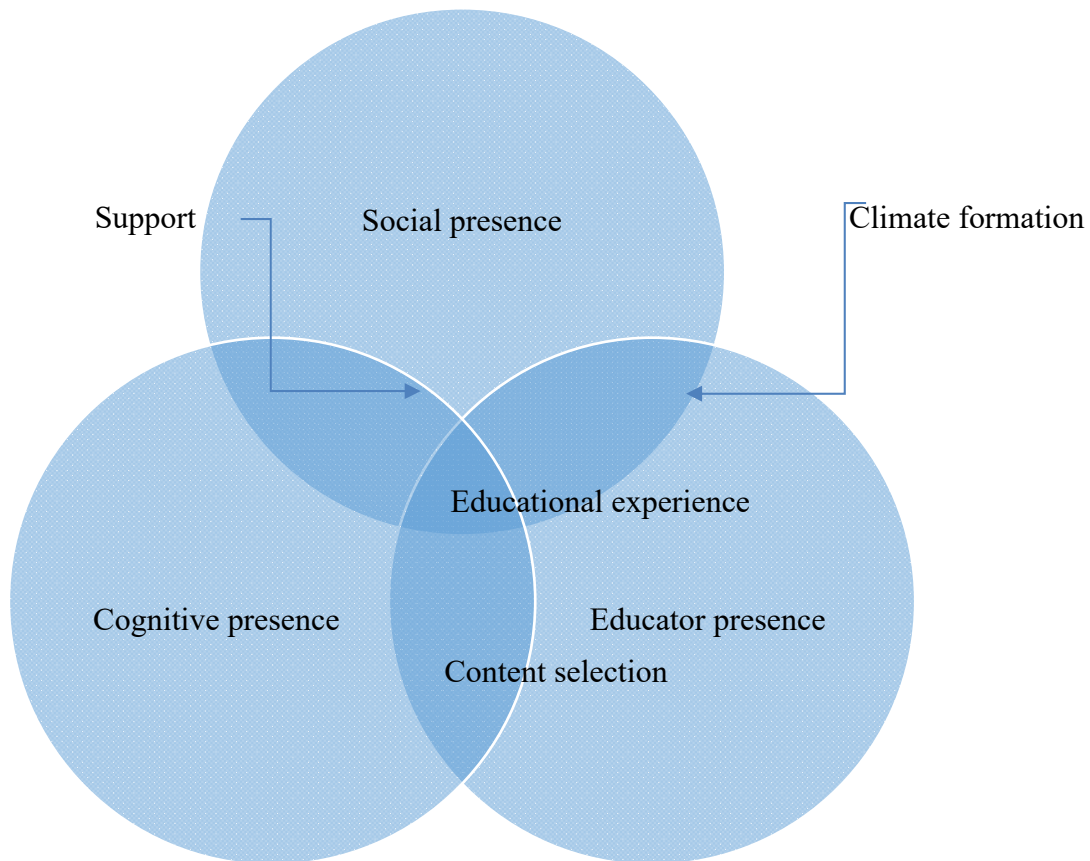 Support
Social presence
Climate formation
Educational experience
Cognitive presence
Educator presence
Content selection